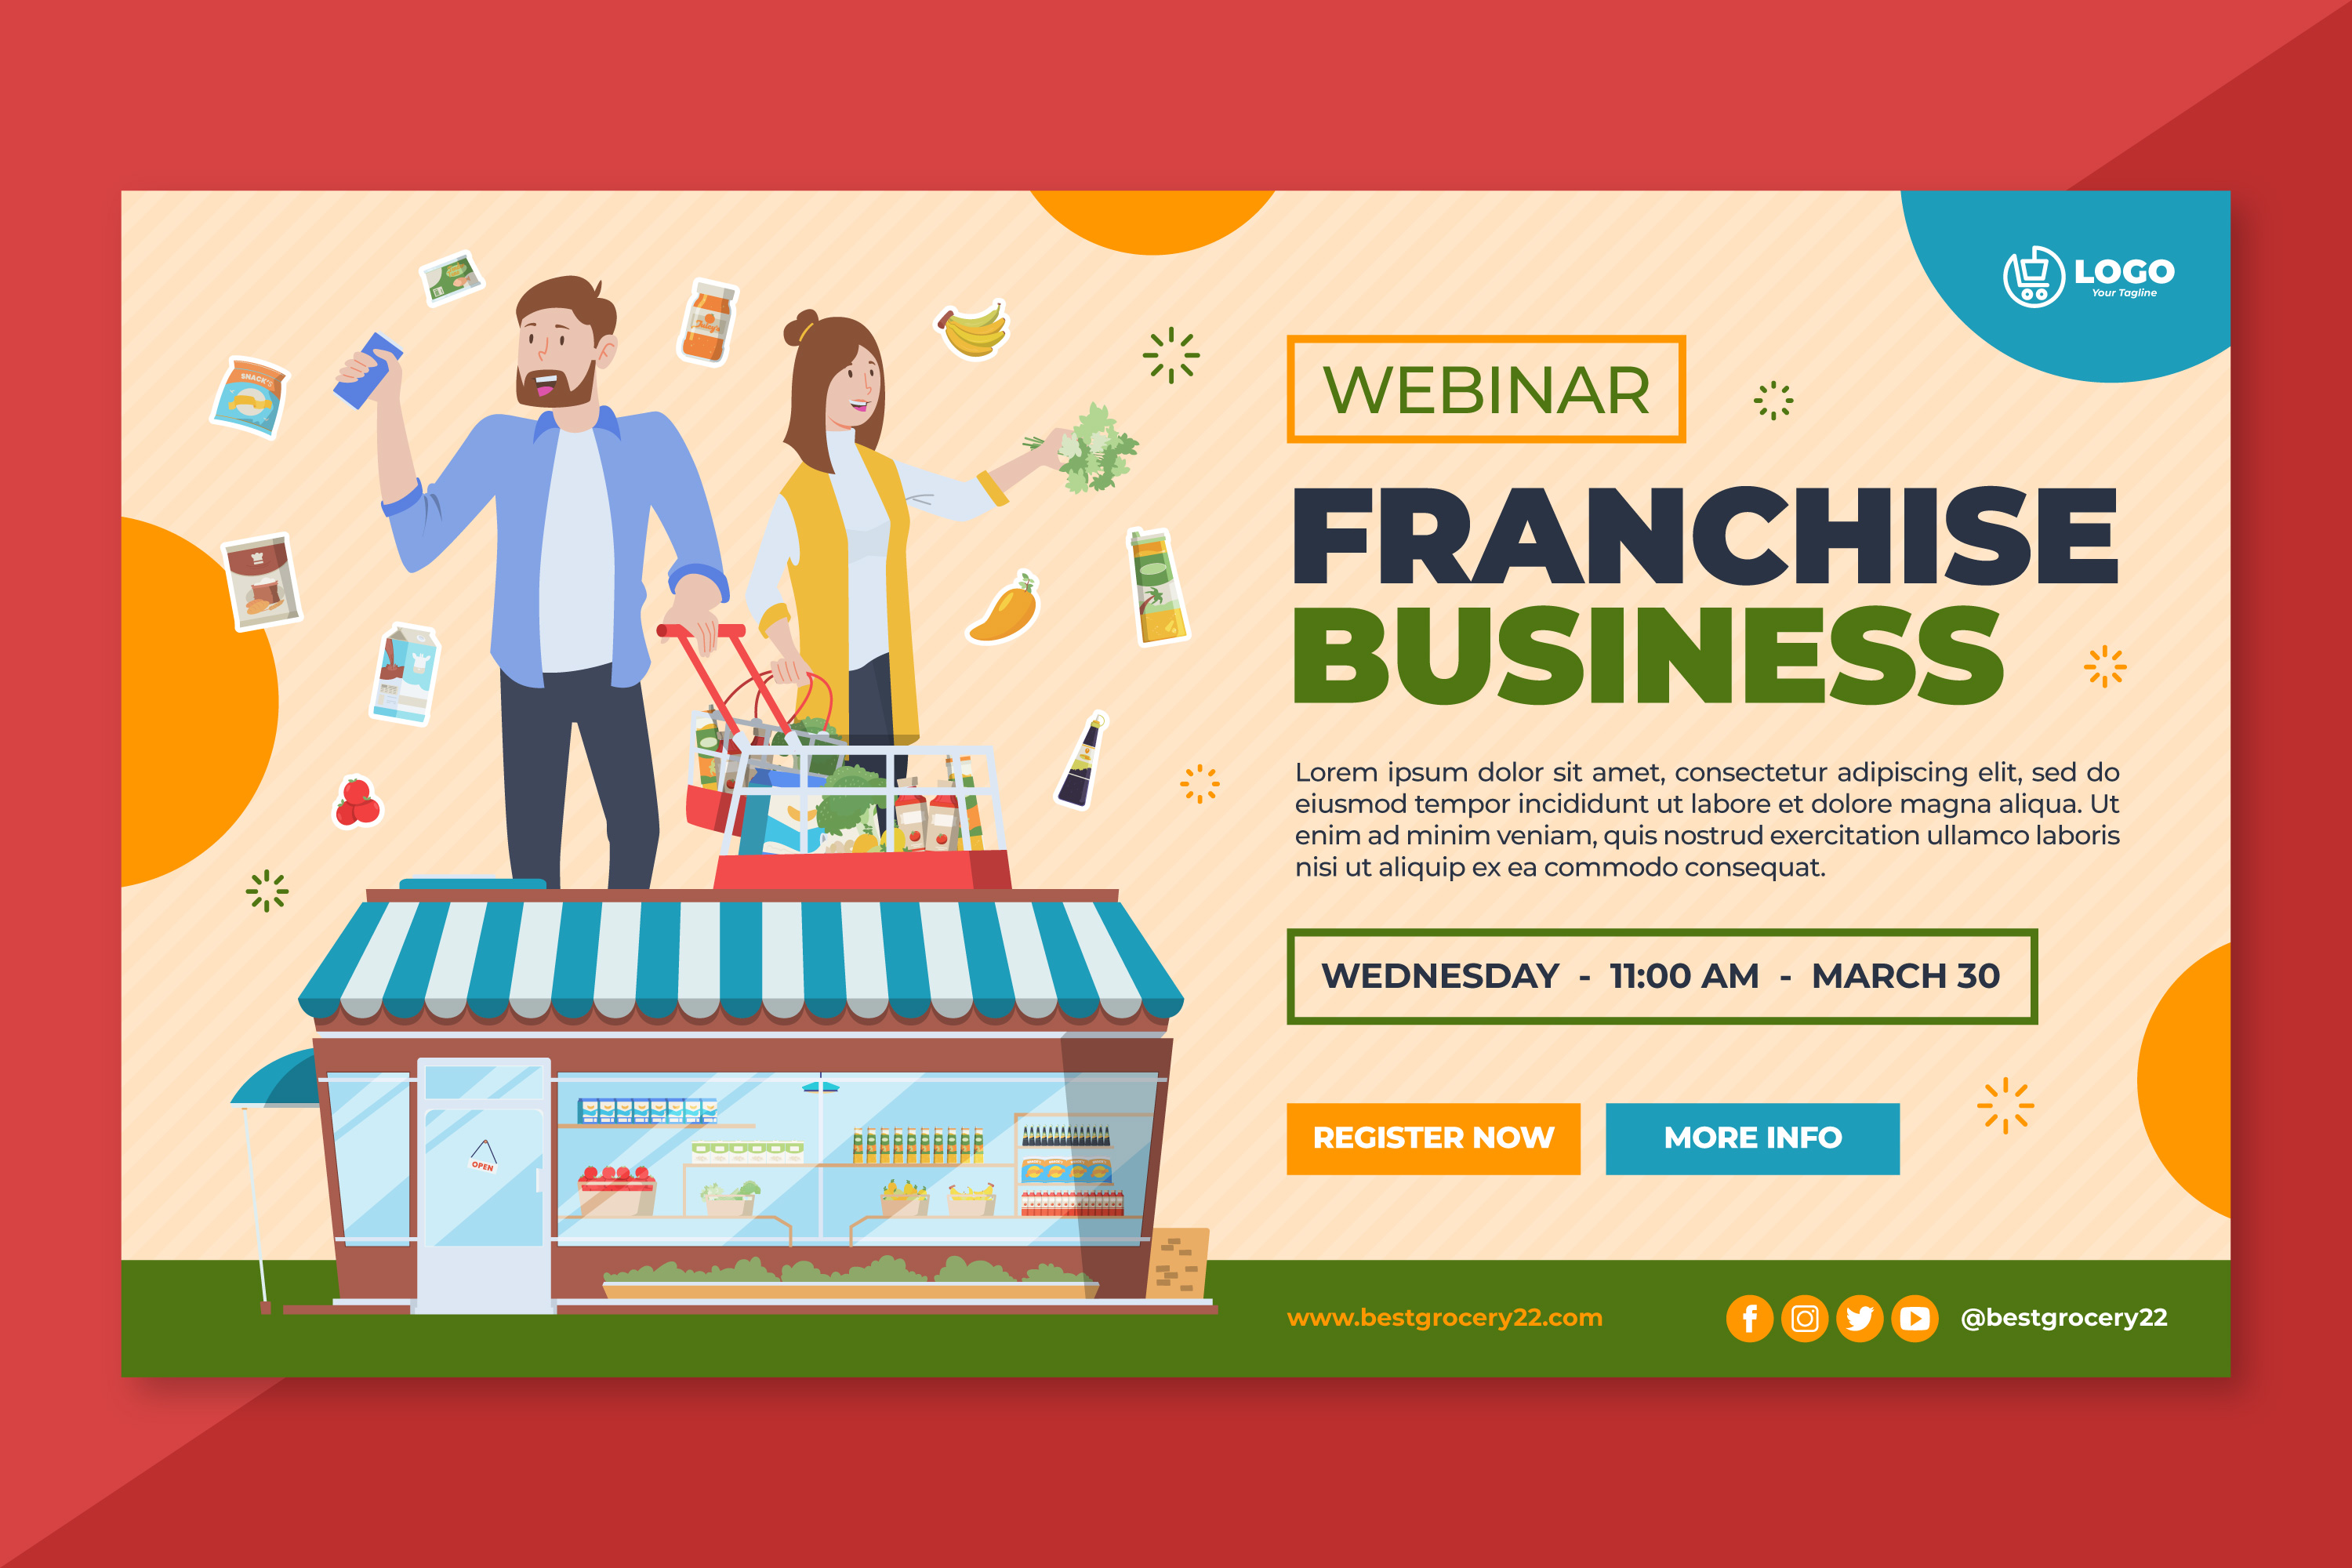 LOGO
Your Tagline
WEBINAR
FRANCHISE
BUSINESS
Lorem ipsum dolor sit amet, consectetur adipiscing elit, sed do
eiusmod tempor incididunt ut labore et dolore magna aliqua. Ut
enim ad minim veniam, quis nostrud exercitation ullamco laboris
nisi ut aliquip ex ea commodo consequat.
WEDNESDAY - 11:00 AM - MARCH 30
REGISTER NOW
MORE INFO
www.bestgrocery22.com
@bestgrocery22
SNACK'S
OPEN